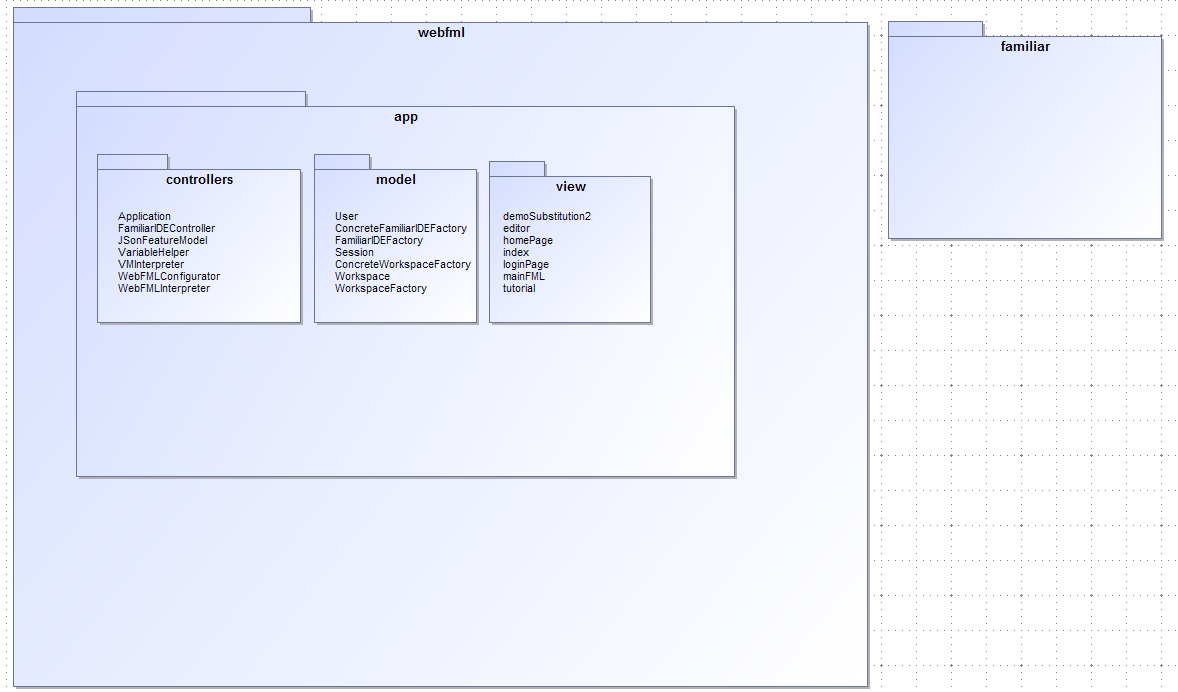 webfml
familiar
app
controllers
Application
FamiliarIDEController
JSonFeatureModel
VariableHelper
VMInterpreter
WebFMLConfigurator
WebFMLInterpreter
model
User
ConcreteFamiliarIDEFactory
FamiliarIDEFactory
Session
ConcreteWorkspaceFactory
Workspace
WorkspaceFactory
view
demoSubstitution2
editor
homePage
index
loginPage
mainFML
tutorial